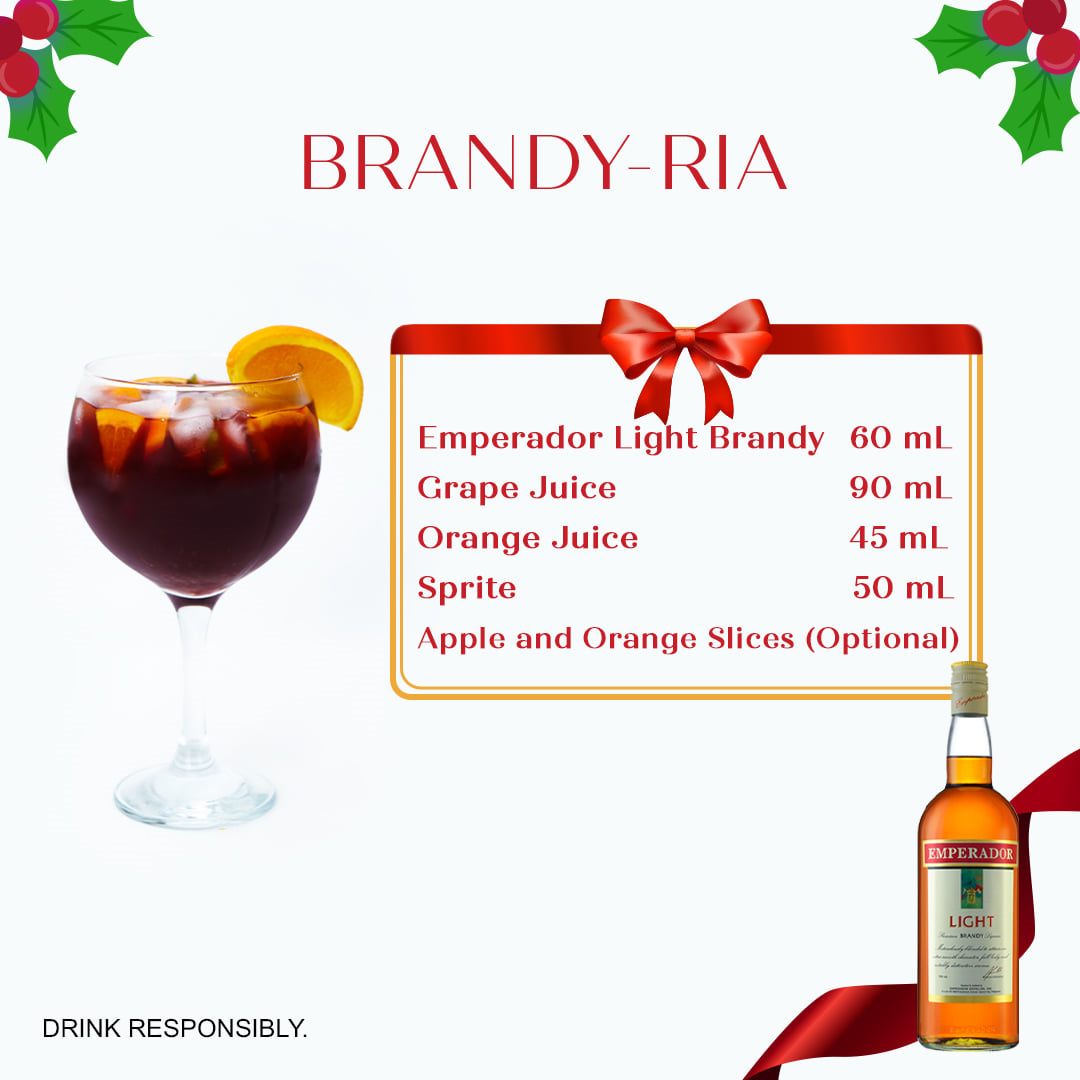 BRANDY-RIA
Emperador Light Brandy 60 mL
Grape Juice 90 mL
Orange Juice 45 mL
Sprite 50 mL
Apple and Orange Slices (Optional)
EMPERADOR
LIGHT
BRANDY
DRINK RESPONSIBLY.